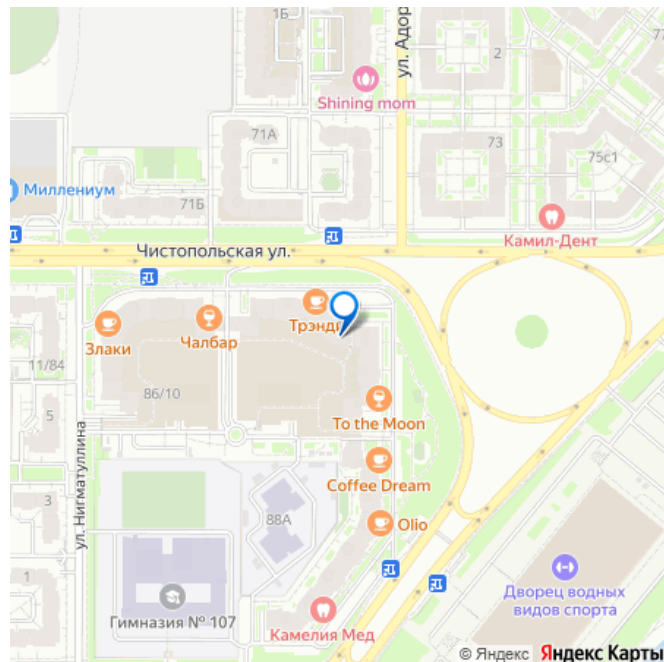 1Б
ул. Адор
2
77
Shining mom
71А
73
75с1
Миллениум
71Б
Камил-Дент
Чистопольская ул.
Трэнди
Злаки
Чалбар
11/84
86/10
To the Moon
5
ул. Нигматуллина
Coffee Dream
3
88А
Olio
1
Дворец водных
видов спорта
Гимназия № 107
Камелия Мед
© Яндекс Яндекс Карты